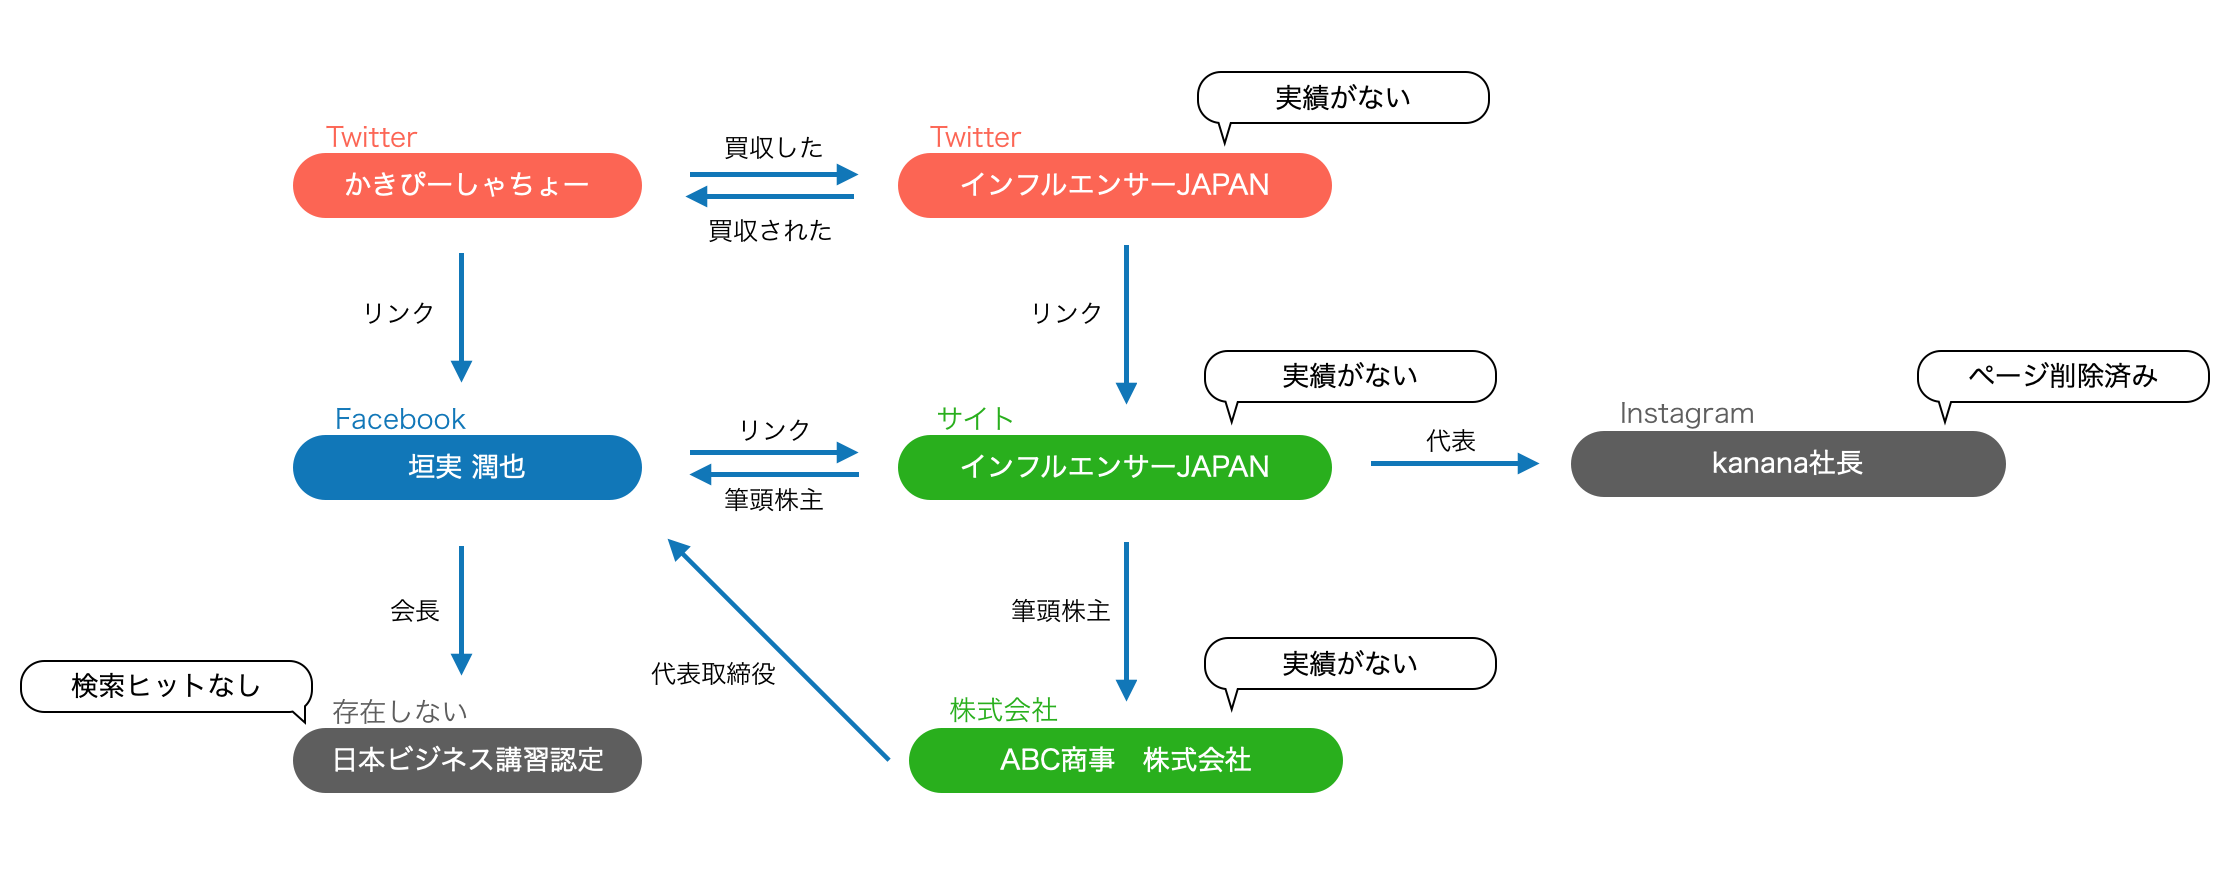 実績がない
Twitter
かきぴーしゃちょー
買収した
買収された
Twitter
インフルエンサーJAPAN
リンク
リンク
実績がない
ページ削除済み
Facebook
垣実 潤也
リンク
筆頭株主
サイト
インフルエンサーJAPAN
代表
Instagram
kanana社長
会長
代表取締役
筆頭株主
実績がない
検索ヒットなし
存在しない
日本ビジネス講習認定
株式会社
ABC商事　株式会社